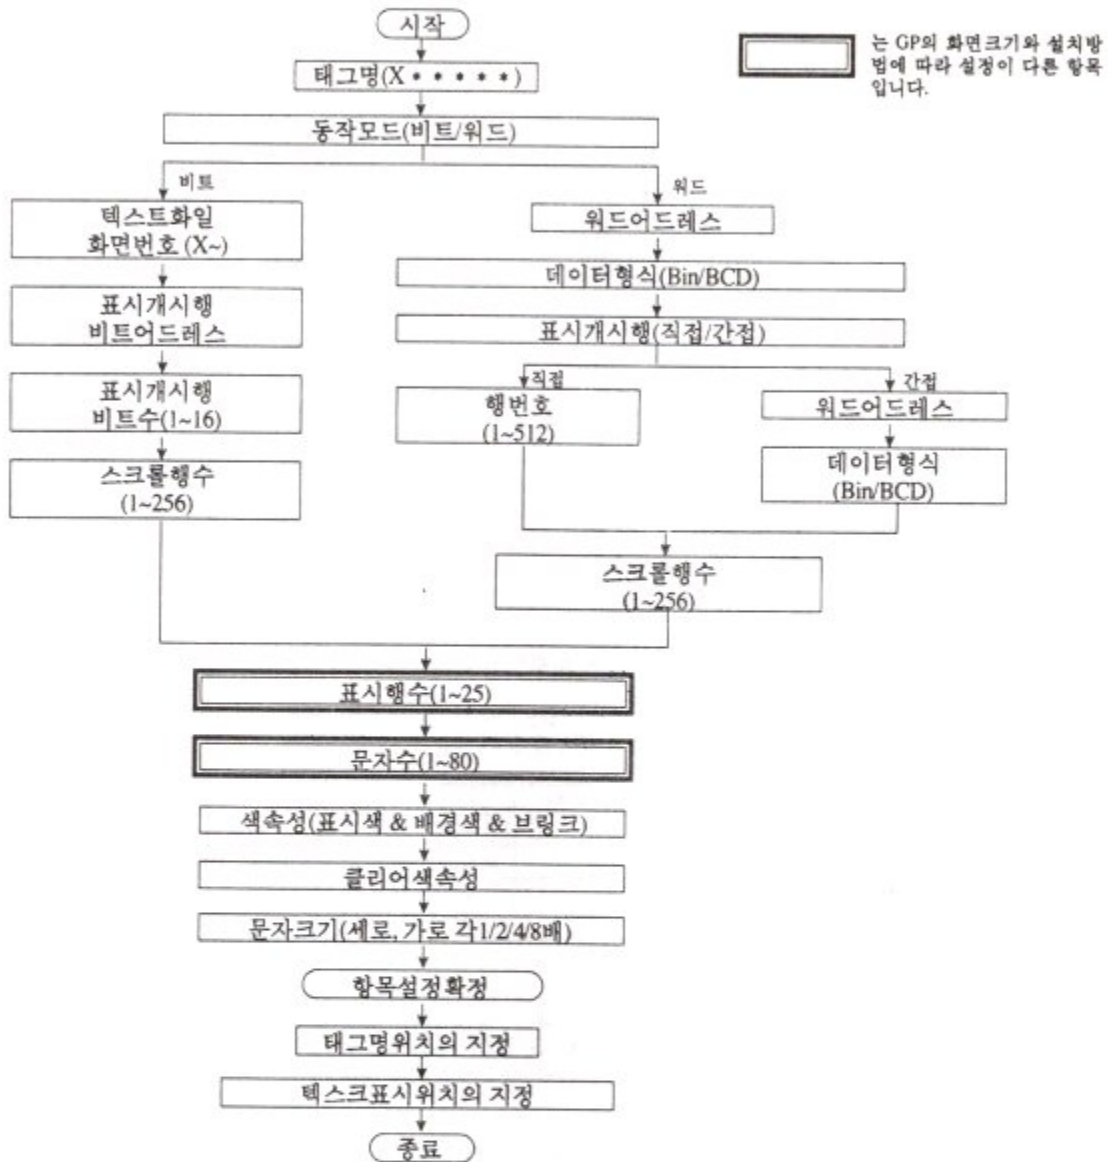 시작
는 GP의 화면크기와 설치방
법에 따라 설정이 다른 항목
입니다.
태그명(X • • • • •)
동작모드(비트/워드)
비트
워드
텍스트화일
화면번호 (X~)
표시개시행
비트어드레스
표시개시행
비트수(1~16)
스크롤행수
(1~256)
워드어드레스
데이터형식(Bin/BCD)
표시개시행(직접/간접)
직접
간접
행번호
(1~512)
워드어드레스
데이터형식
(Bin/BCD)
스크롤행수
(1~256)
표시행수(1~25)
문자수(1~80)
색속성(표시색 & 배경색 & 브링크)
클리어색속성
문자크기(세로, 가로 각1/2/4/8배)
항목설정확정
태그명위치의 지정
텍스크표시위치의 지정
종료